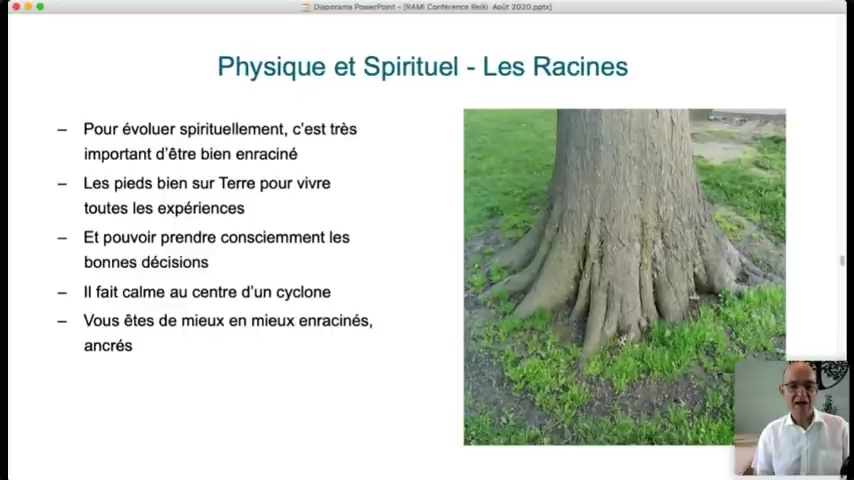 Diaporama PowerPoint - [RAMI Conférence Reiki Août 2020.pptx]
Physique et Spirituel - Les Racines
– Pour évoluer spirituellement, c'est très
important d'être bien enraciné
– Les pieds bien sur Terre pour vivre
toutes les expériences
– Et pouvoir prendre consciemment les
bonnes décisions
– Il fait calme au centre d'un cyclone
– Vous êtes de mieux en mieux enracinés,
ancrés